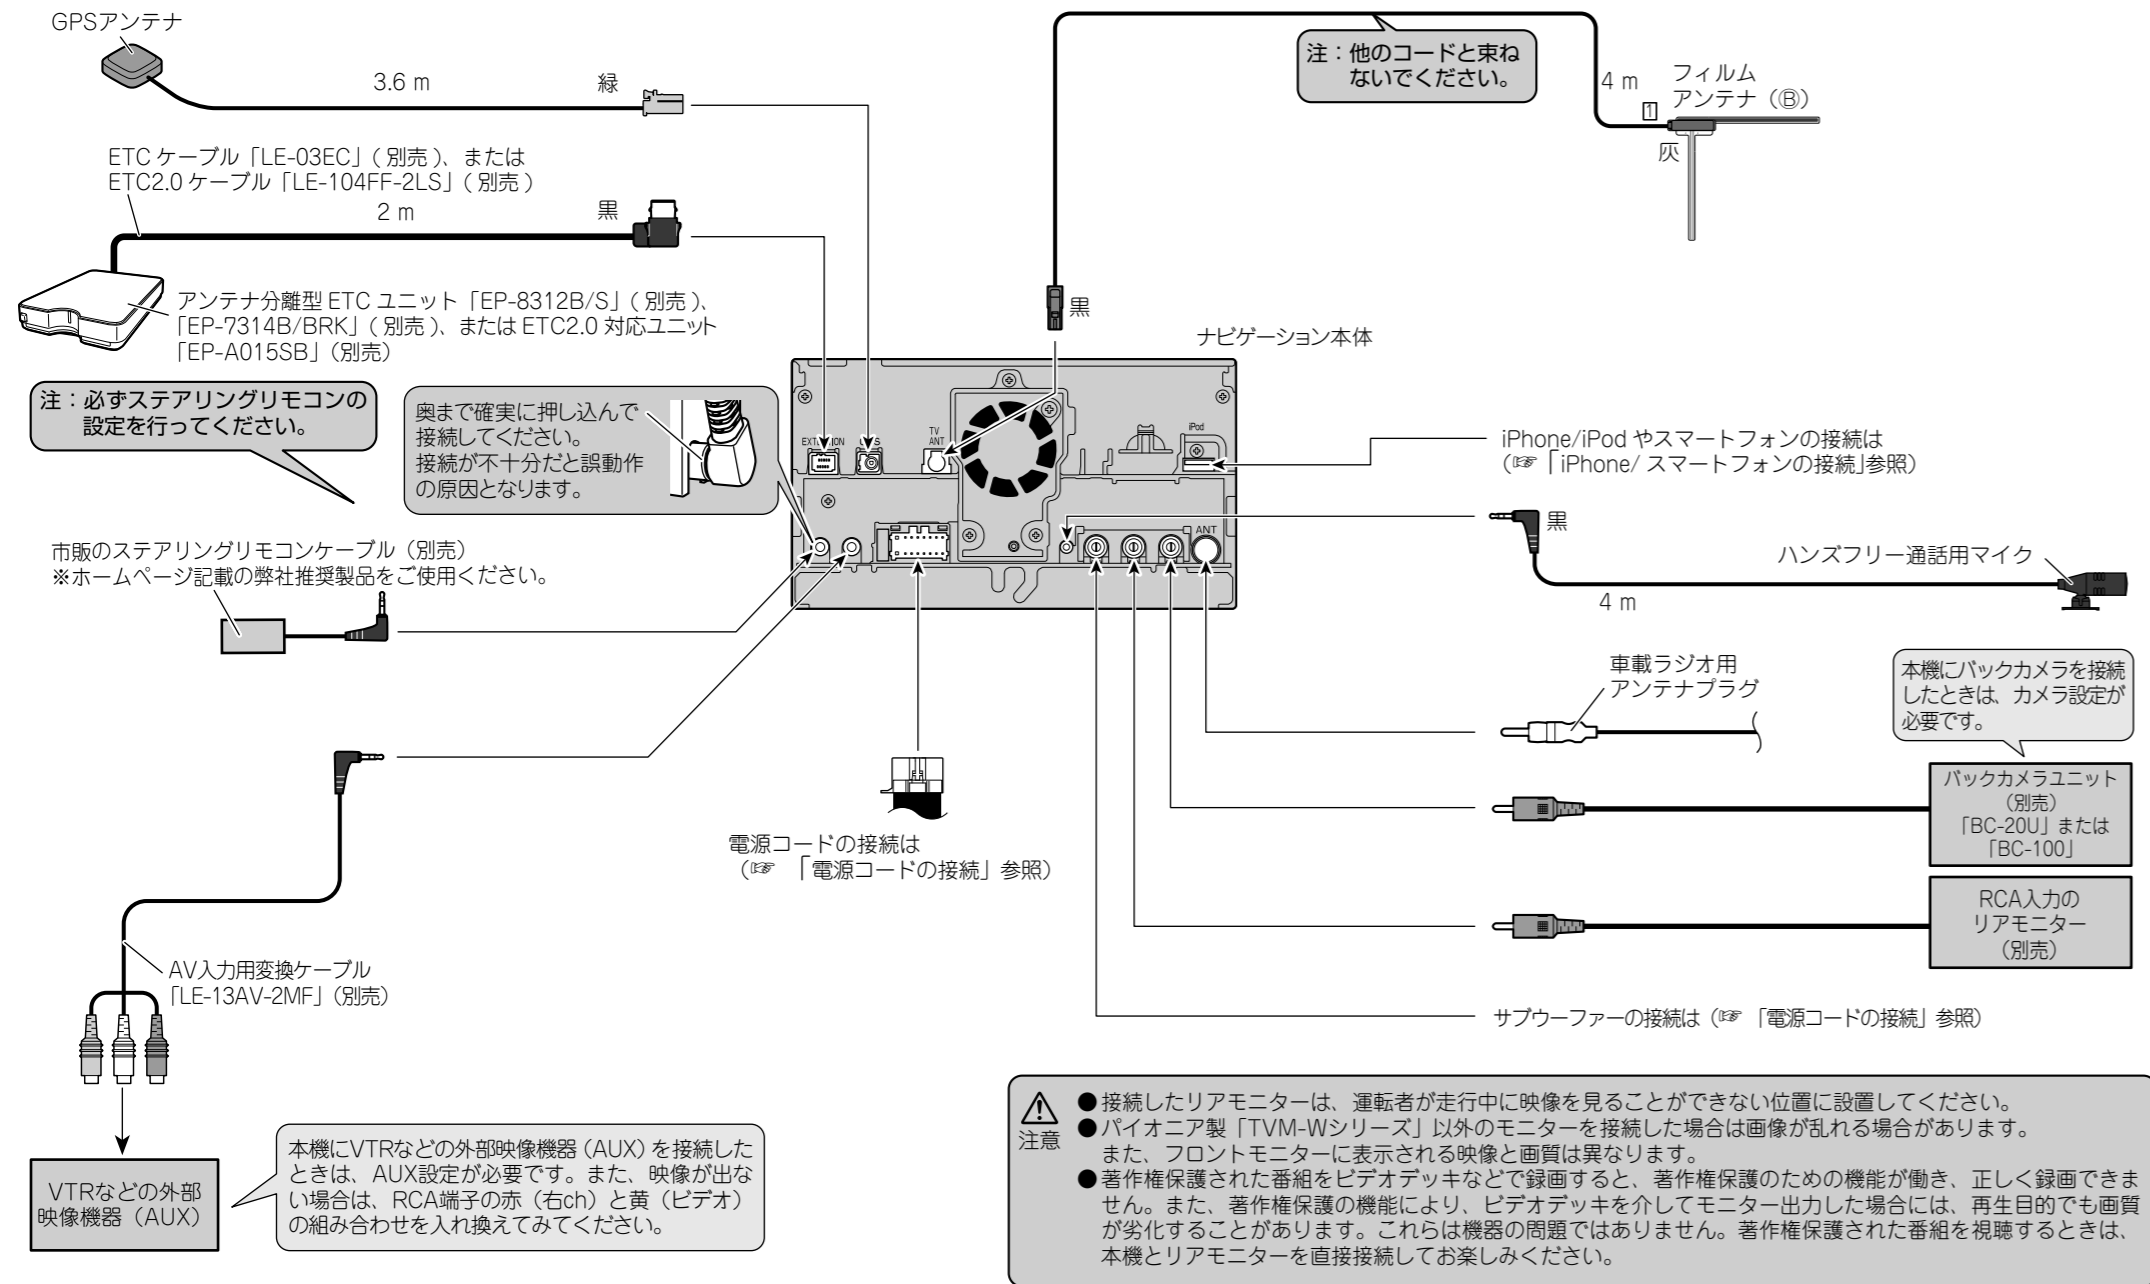 GPSアンテナ
3.6 m
緑
注：他のコードと束ね
ないでください。
4 m
フィルム
アンテナ（Ⓑ）
1
灰
ETC ケーブル「LE-03EC」( 別売 )、または
ETC2.0 ケーブル「LE-104FF-2LS」( 別売 )
2 m
黒
アンテナ分離型 ETC ユニット「EP-8312B/S」( 別売 )、
「EP-7314B/BRK」( 別売 )、または ETC2.0 対応ユニット
「EP-A015SB」（別売）
黒
ナビゲーション本体
注：必ずステアリングリモコンの
設定を行ってください。
奥まで確実に押し込んで
接続してください。
接続が不十分だと誤動作
の原因となります。
TV
ANT
iPod
ANT
iPhone/iPod やスマートフォンの接続は
（☞「iPhone/ スマートフォンの接続」参照）
黒
ハンズフリー通話用マイク
4 m
市販のステアリングリモコンケーブル（別売）
※ホームページ記載の弊社推奨製品をご使用ください。
車載ラジオ用
アンテナプラグ
本機にバックカメラを接続
したときは、カメラ設定が
必要です。
バックカメラユニット
（別売）
「BC-20U」または
「BC-100」
電源コードの接続は
（☞ 「電源コードの接続」参照）
RCA入力の
リアモニター
（別売）
AV入力用変換ケーブル
「LE-13AV-2MF」（別売）
サブウーファーの接続は（☞ 「電源コードの接続」参照）
VTRなどの外部
映像機器（AUX）
本機にVTRなどの外部映像機器（AUX）を接続した
ときは、AUX設定が必要です。また、映像が出な
い場合は、RCA端子の赤（右ch）と黄（ビデオ）
の組み合わせを入れ換えてみてください。
注意
●接続したリアモニターは、運転者が走行中に映像を見ることができない位置に設置してください。
●パイオニア製「TVM-Wシリーズ」以外のモニターを接続した場合は画像が乱れる場合があります。
また、フロントモニターに表示される映像と画質は異なります。
●著作権保護された番組をビデオデッキなどで録画すると、著作権保護のための機能が働き、正しく録画できま
せん。また、著作権保護の機能により、ビデオデッキを介してモニター出力した場合には、再生目的でも画質
が劣化することがあります。これらは機器の問題ではありません。著作権保護された番組を視聴するときは、
本機とリアモニターを直接接続してお楽しみください。